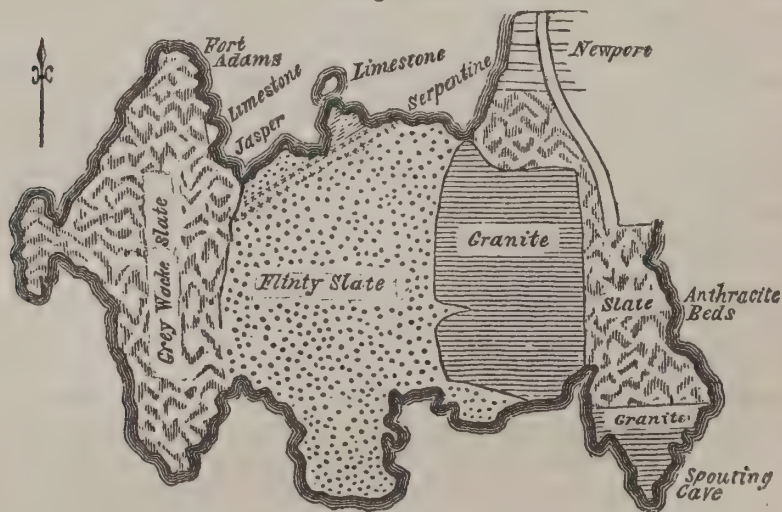 Fort
Adams
Limestone
Jasper
Limestone
Serpentine
Newport
Grey Wacke Slate
Flinty Slate
Granite
Slate
Anthracite
Beds
Granite
Spouting
Cave